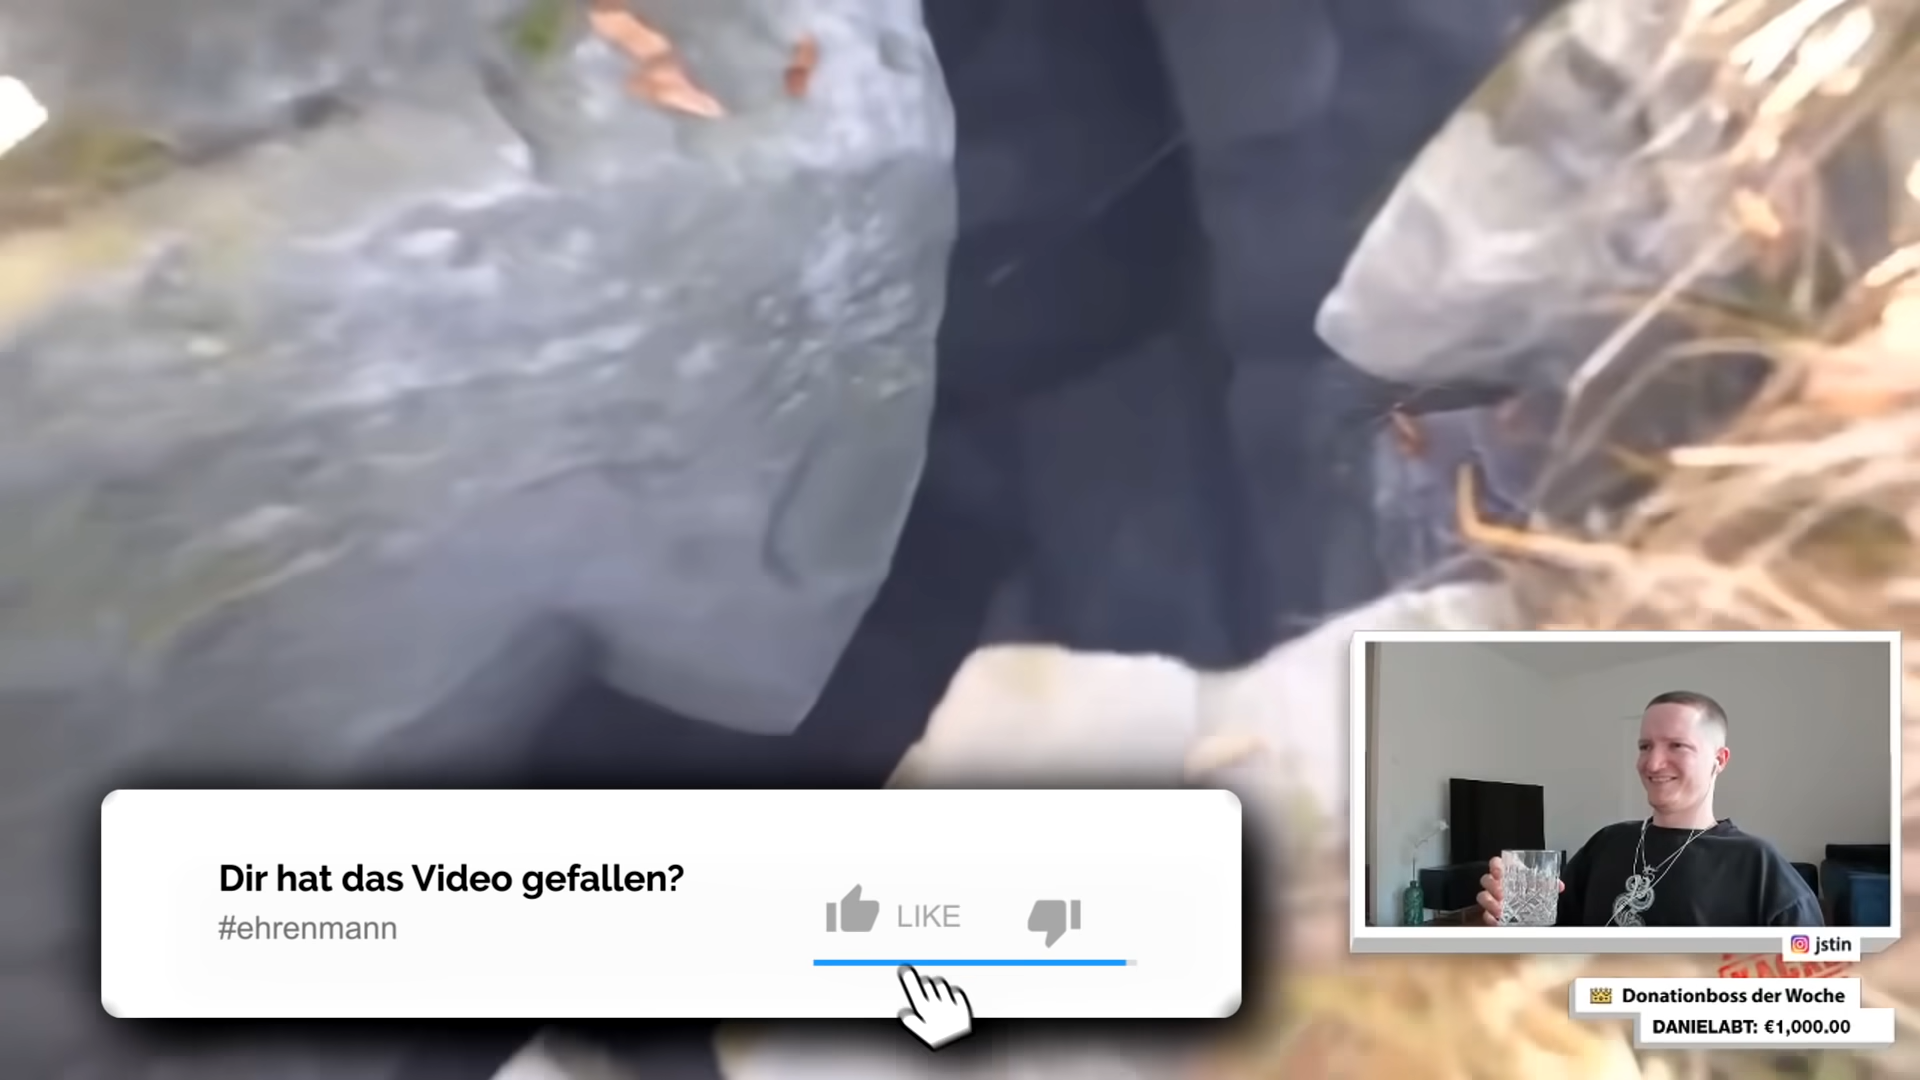 Dir hat das Video gefallen?
#ehrenmann
LIKE
jstin
Donationboss der Woche
DANIELABT: €1,000.00